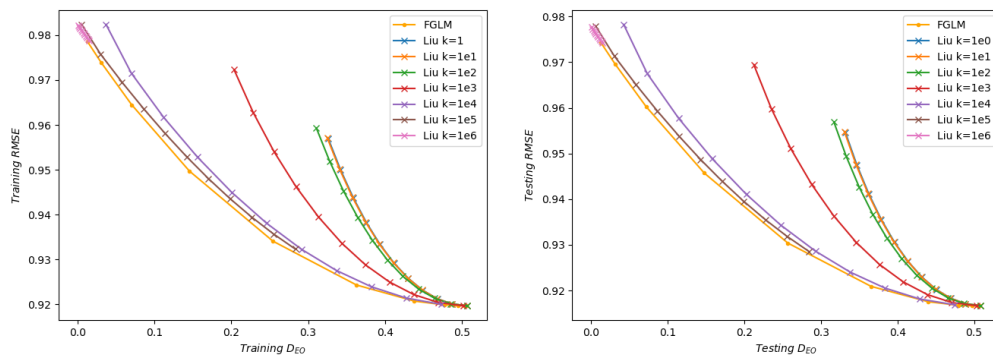 0.98
0.97
0.96
0.95
0.94
0.93
0.92
Training RMSE
0.0 0.1 0.2 0.3 0.4 0.5
Training D_EO
FGLM
Liu k=1
Liu k=1e1
Liu k=1e2
Liu k=1e3
Liu k=1e4
Liu k=1e5
Liu k=1e6
0.98
0.97
0.96
0.95
0.94
0.93
0.92
Testing RMSE
0.0 0.1 0.2 0.3 0.4 0.5
Testing D_EO
FGLM
Liu k=1e0
Liu k=1e1
Liu k=1e2
Liu k=1e3
Liu k=1e4
Liu k=1e5
Liu k=1e6